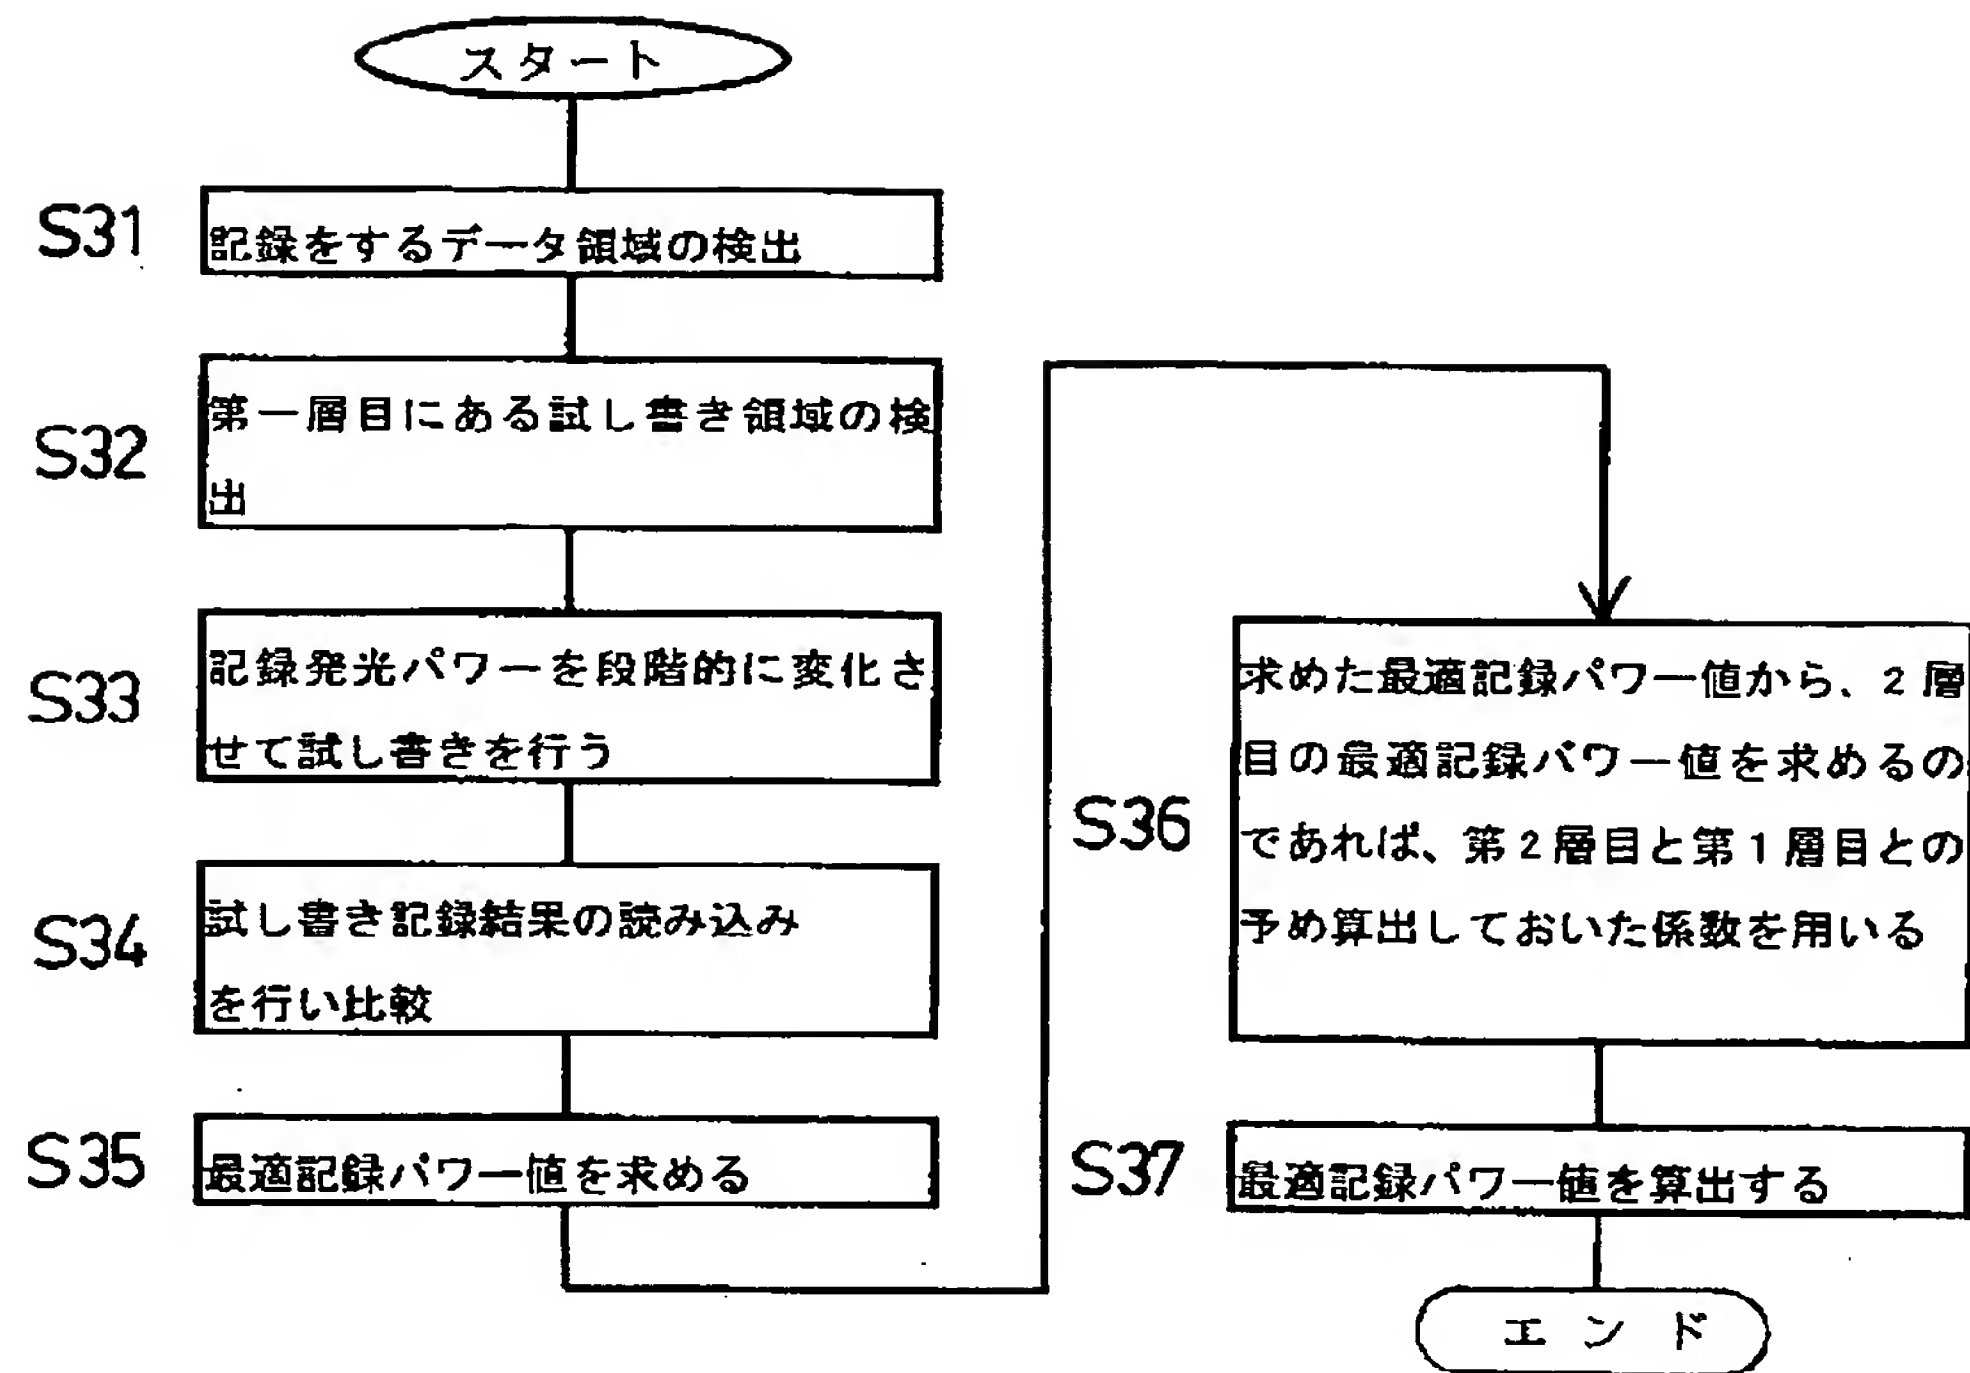 スタート
S31
記録をするデータ領域の検出
S32
第一層目にある試し書き領域の検
出
S33
記録発光パワーを段階的に変化さ
せて試し書きを行う
S34
試し書き記録結果の読み込み
を行い比較
S35
最適記録パワー値を求める
S36
求めた最適記録パワー値から、2層
目の最適記録パワー値を求めるの
であれば、第2層目と第1層目との
予め算出しておいた係数を用いる
S37
最適記録パワー値を算出する
エンド